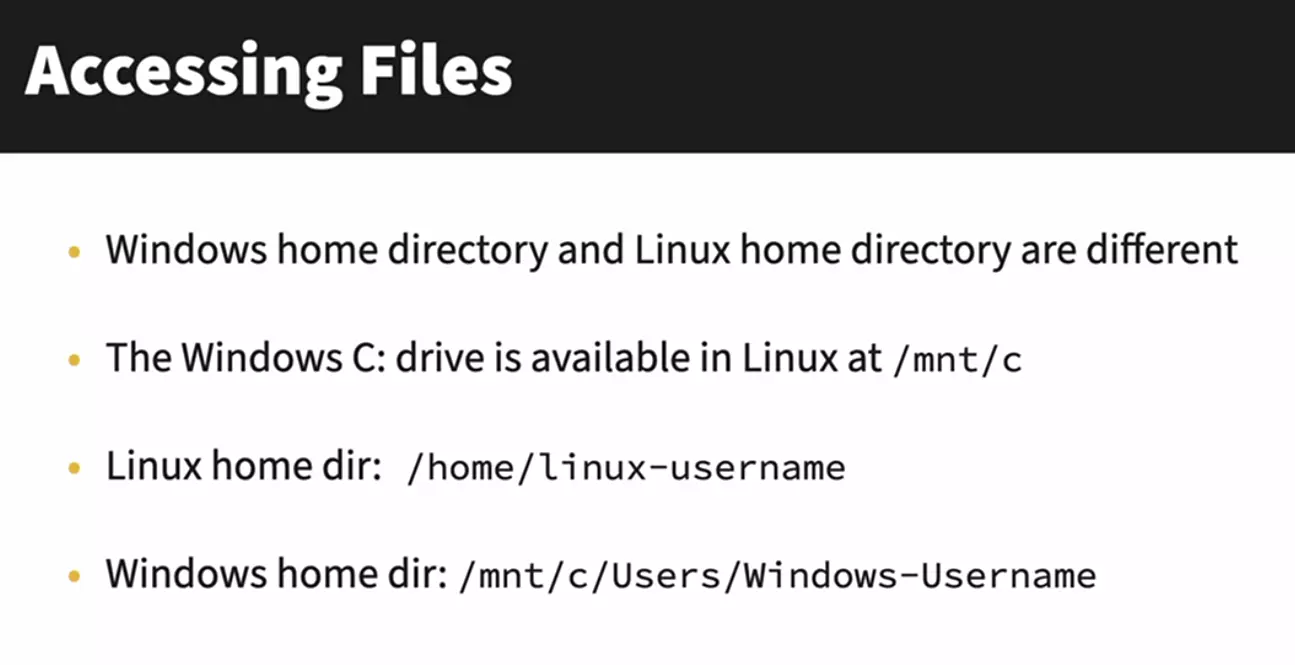 Accessing Files
• Windows home directory and Linux home directory are different
• The Windows C: drive is available in Linux at /mnt/c
• Linux home dir: /home/linux-username
• Windows home dir: /mnt/c/Users/Windows-Username